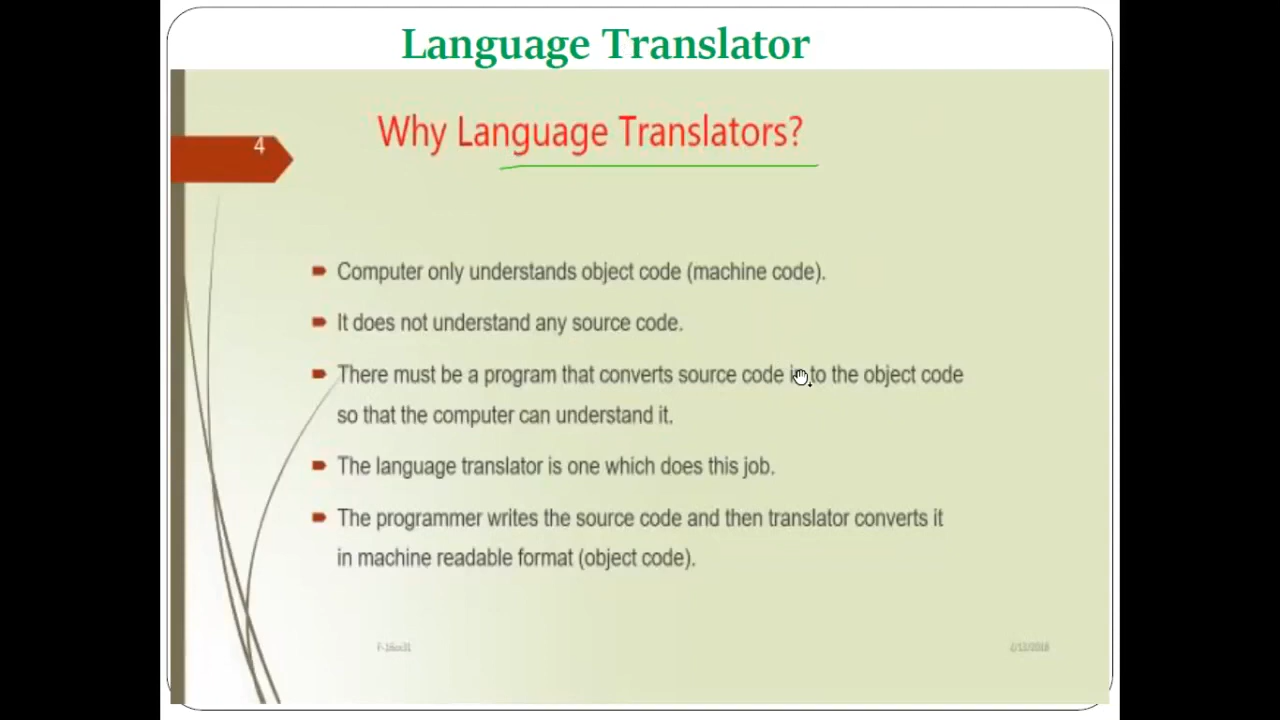 Language Translator
Why Language Translators?
4
Computer only understands object code (machine code).
It does not understand any source code.
There must be a program that converts source code in to the object code
so that the computer can understand it.
The language translator is one which does this job.
The programmer writes the source code and then translator converts it
in machine readable format (object code).